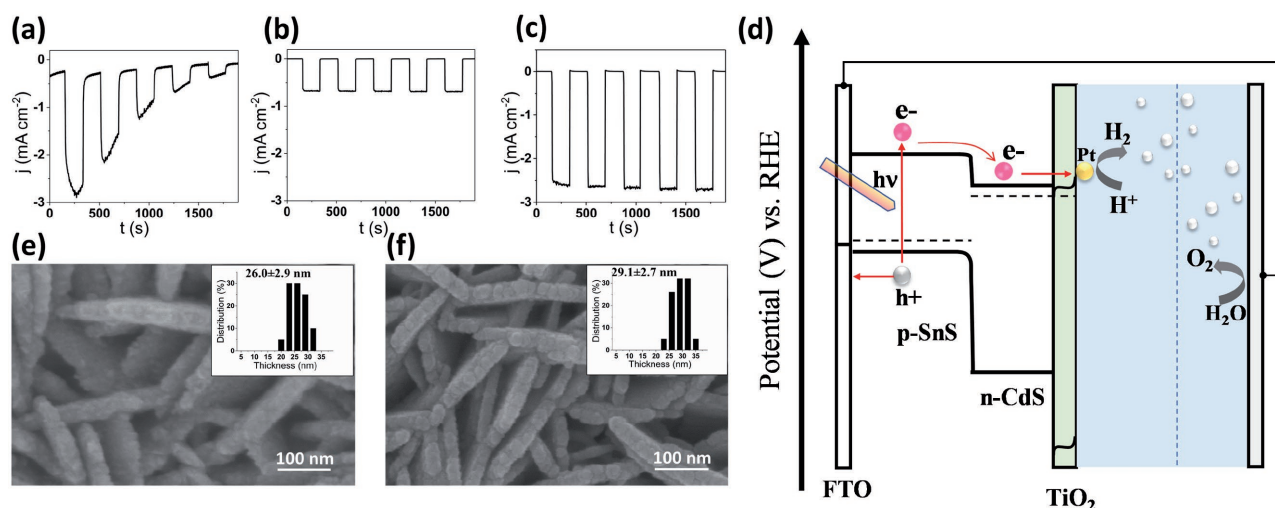 (a)
0
-1
-2
-3
j (mA cm⁻²)
0 500 1000 1500
t (s)
(b)
0
-1
-2
-3
j (mA cm⁻²)
0 500 1000 1500
t (s)
(c)
0
-1
-2
-3
j (mA cm⁻²)
0 500 1000 1500
t (s)
(d)
Potential (V) vs. RHE
e-
e-
hν
h+
p-SnS
n-CdS
Pt
H₂
H⁺
O₂
H₂O
FTO
TiO₂
(e)
26.0±2.9 nm
Distribution (%)
30
20
10
0
5 10 15 20 25 30 35
Thickness (nm)
100 nm
(f)
29.1±2.7 nm
Distribution (%)
30
20
10
0
5 10 15 20 25 30 35
Thickness (nm)
100 nm